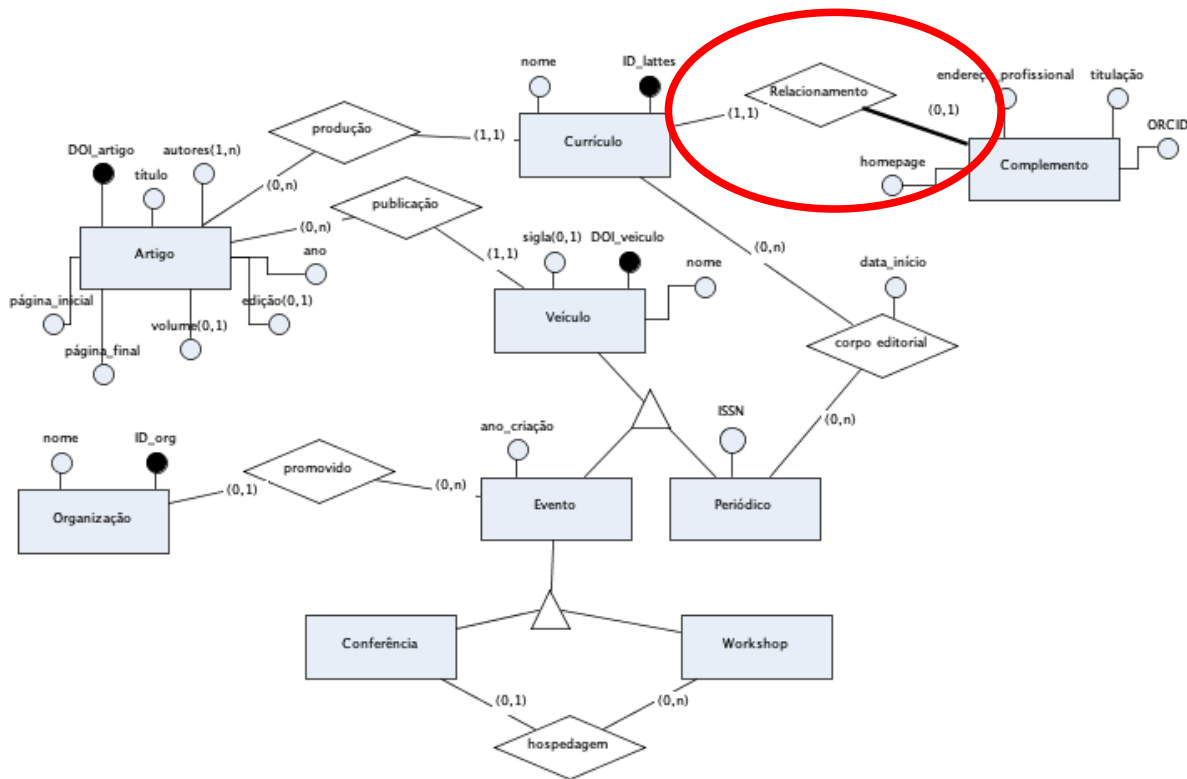 nome
ID_lattes
Relacionamento
endereço_profissional
titulação
(0,1)
(1,1)
ORCID
produção
(1,1)
Currículo
homepage
Complemento
DOI_artigo
autores(1,n)
título
(0,n)
publicação
(0,n)
(0,n)
sigla(0,1)
DOI_veiculo
nome
Artigo
ano
(1,1)
data_início
página_inicial
edição(0,1)
volume(0,1)
página_final
Veículo
corpo editorial
ISSN
(0,n)
nome
ID_org
ano_criação
promovido
(0,1)
(0,n)
Organização
Evento
Periódico
Conferência
Workshop
(0,1)
(0,n)
hospedagem